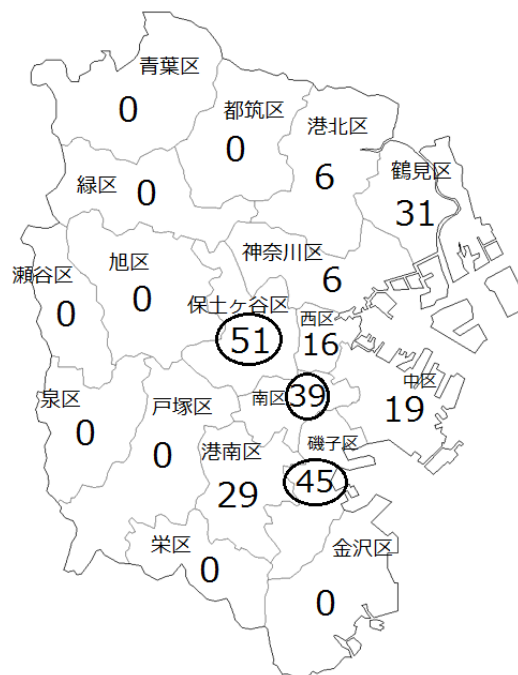 青葉区
0
都筑区
0
港北区
6
鶴見区
31
緑区
0
神奈川区
6
瀬谷区
0
旭区
0
保土ヶ谷区
51
西区
16
南区
39
中区
19
泉区
0
戸塚区
0
港南区
29
磯子区
45
栄区
0
金沢区
0